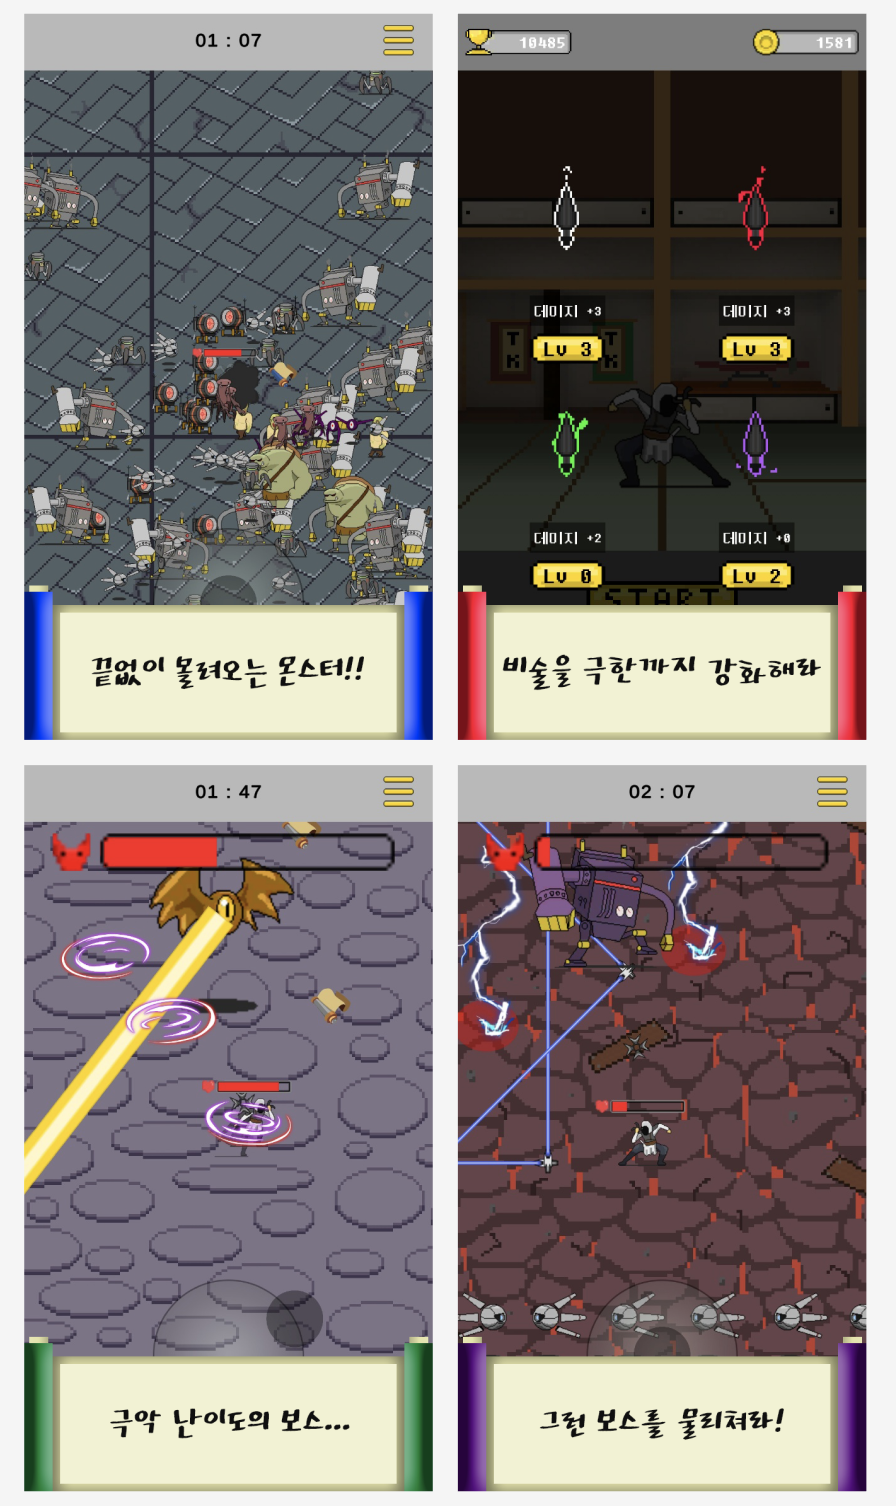 01 : 07
10485
1581
데미지 +3
데미지 +3
Lv 3
Lv 3
T
K
T
K
데미지 +2
데미지 +0
Lv 0
Lv 2
START
끝없이 몰려오는 몬스터!!
비술을 극한까지 강화해라
01 : 47
02 : 07
극악 난이도의 보스...
그런 보스를 물리쳐라!